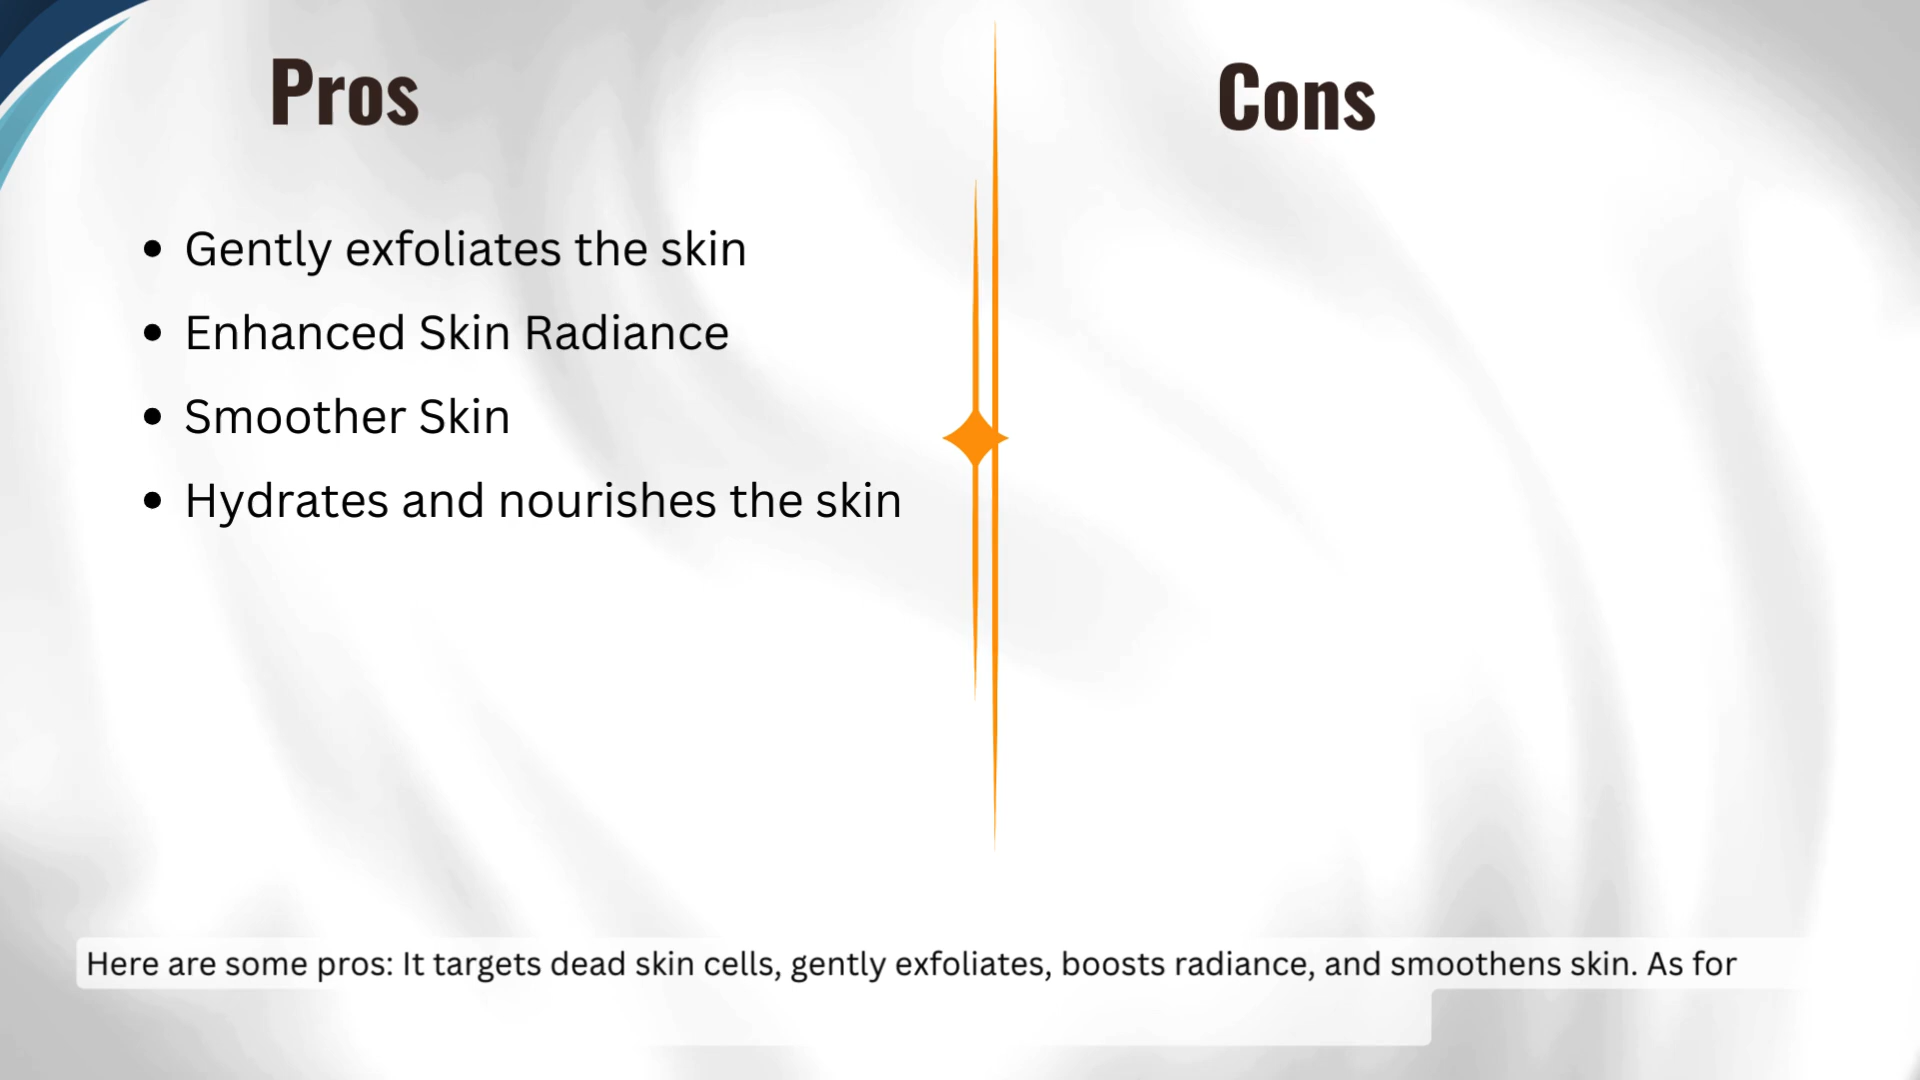 Pros
Gently exfoliates the skin
Enhanced Skin Radiance
Smoother Skin
Hydrates and nourishes the skin
Cons
Here are some pros: It targets dead skin cells, gently exfoliates, boosts radiance, and smoothens skin. As for